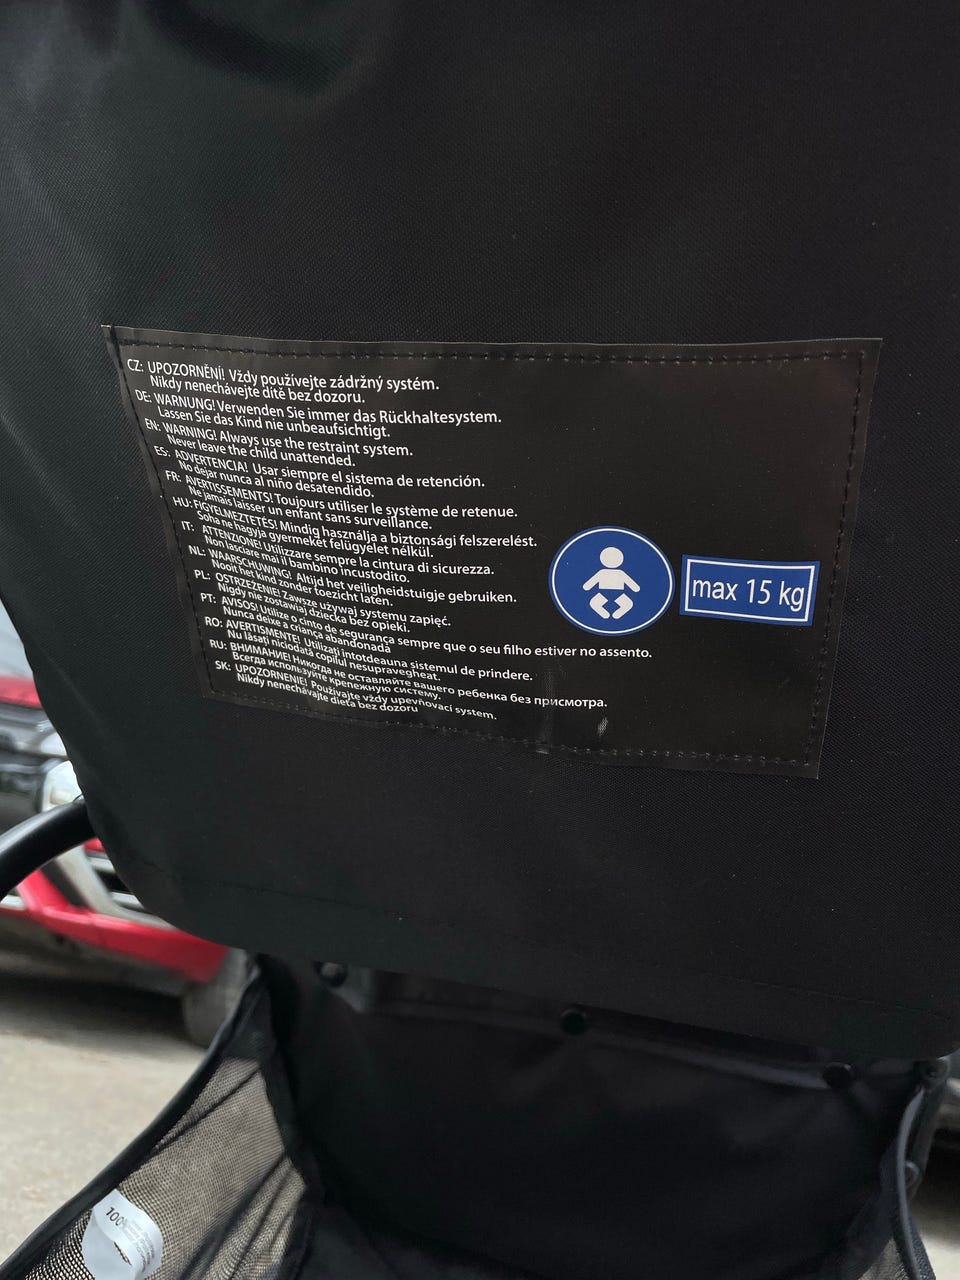 CZ: UPOZORNĚNÍ! Vždy používejte zádržný systém.
Nikdy nenechávejte dítě bez dozoru.
DE: WARNUNG! Verwenden Sie immer das Rückhaltesystem.
Lassen Sie das Kind nie unbeaufsichtigt.
EN: WARNING! Always use the restraint system.
Never leave the child unattended.
ES: ADVERTENCIA! Usar siempre el sistema de retención.
No dejar nunca al niño desatendido.
FR: AVERTISSEMENTS! Toujours utiliser le système de retenue.
Ne jamais laisser un enfant sans surveillance.
HU: FIGYELMEZTETÉS! Mindig használja a biztonsági felszerelést.
Soha ne hagyja gyermekét felügyelet nélkül.
IT: ATTENZIONE! Utilizzare sempre la cintura di sicurezza.
Non lasciare mai il bambino incustodito.
NL: WAARSCHUWING! Altijd het veiligheidstuigje gebruiken.
Nooit het kind zonder toezicht laten.
PL: OSTRZEŻENIE! Zawsze używaj systemu zapięć.
Nigdy nie zostawiaj dziecka bez opieki.
PT: AVISOS! Utilize o cinto de segurança sempre que o seu filho estiver no assento.
Nunca deixe a criança abandonada
RO: AVERTISMENTE! Utilizați întotdeauna sistemul de prindere.
Nu lăsați niciodată copilul nesupravegheat.
RU: ВНИМАНИЕ! Никогда не оставляйте вашего ребенка без присмотра.
Всегда используйте крепежную систему.
SK: UPOZORNENIE! Používajte vždy upevňovací system.
Nikdy nenechávajte dieťa bez dozoru
max 15 kg
100%